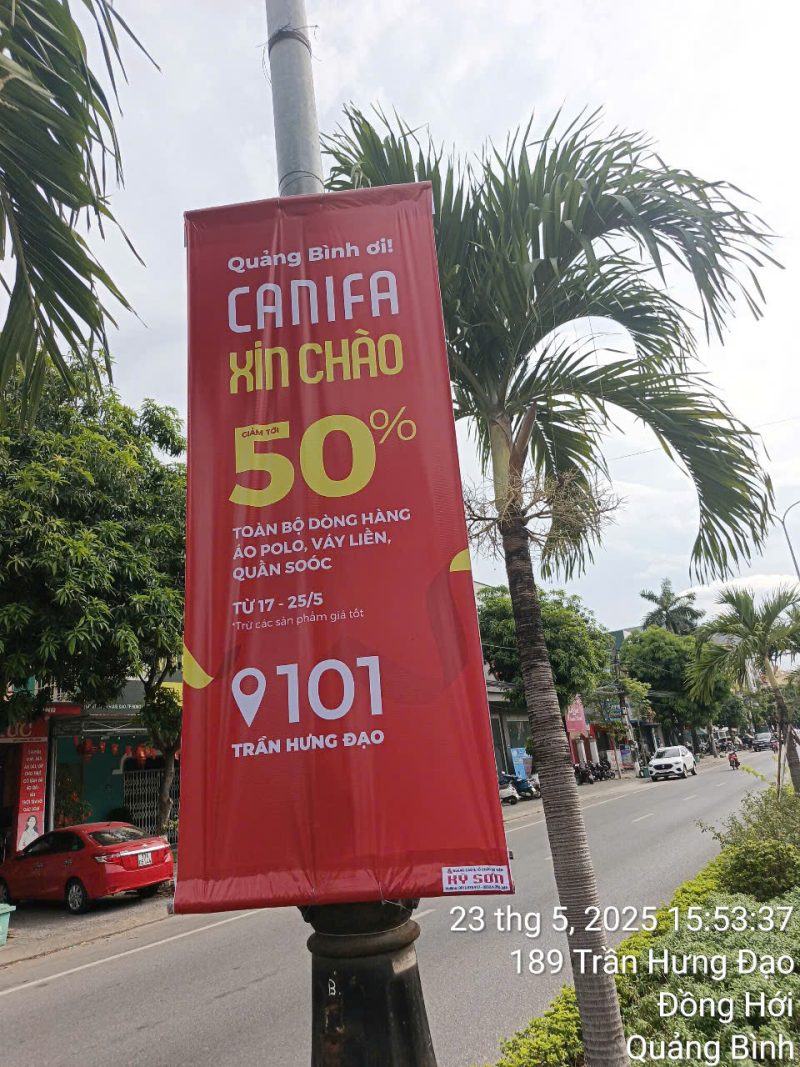 Quảng Bình ơi!
CANIFA
XIN CHÀO
GIẢM TỚI
50%
TOÀN BỘ DÒNG HÀNG
ÁO POLO, VÁY LIỀN,
QUẦN SOÓC
TỪ 17 - 25/5
*Trừ các sản phẩm giá tốt
101
TRẦN HƯNG ĐẠO
KỲ SƠN
23 thg 5, 2025 15:53:37
189 Trần Hưng Đạo
Đồng Hới
Quảng Bình